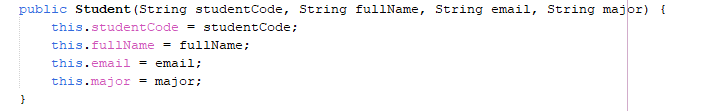 public Student(String studentCode, String fullName, String email, String major) {
    this.studentCode = studentCode;
    this.fullName = fullName;
    this.email = email;
    this.major = major;
}